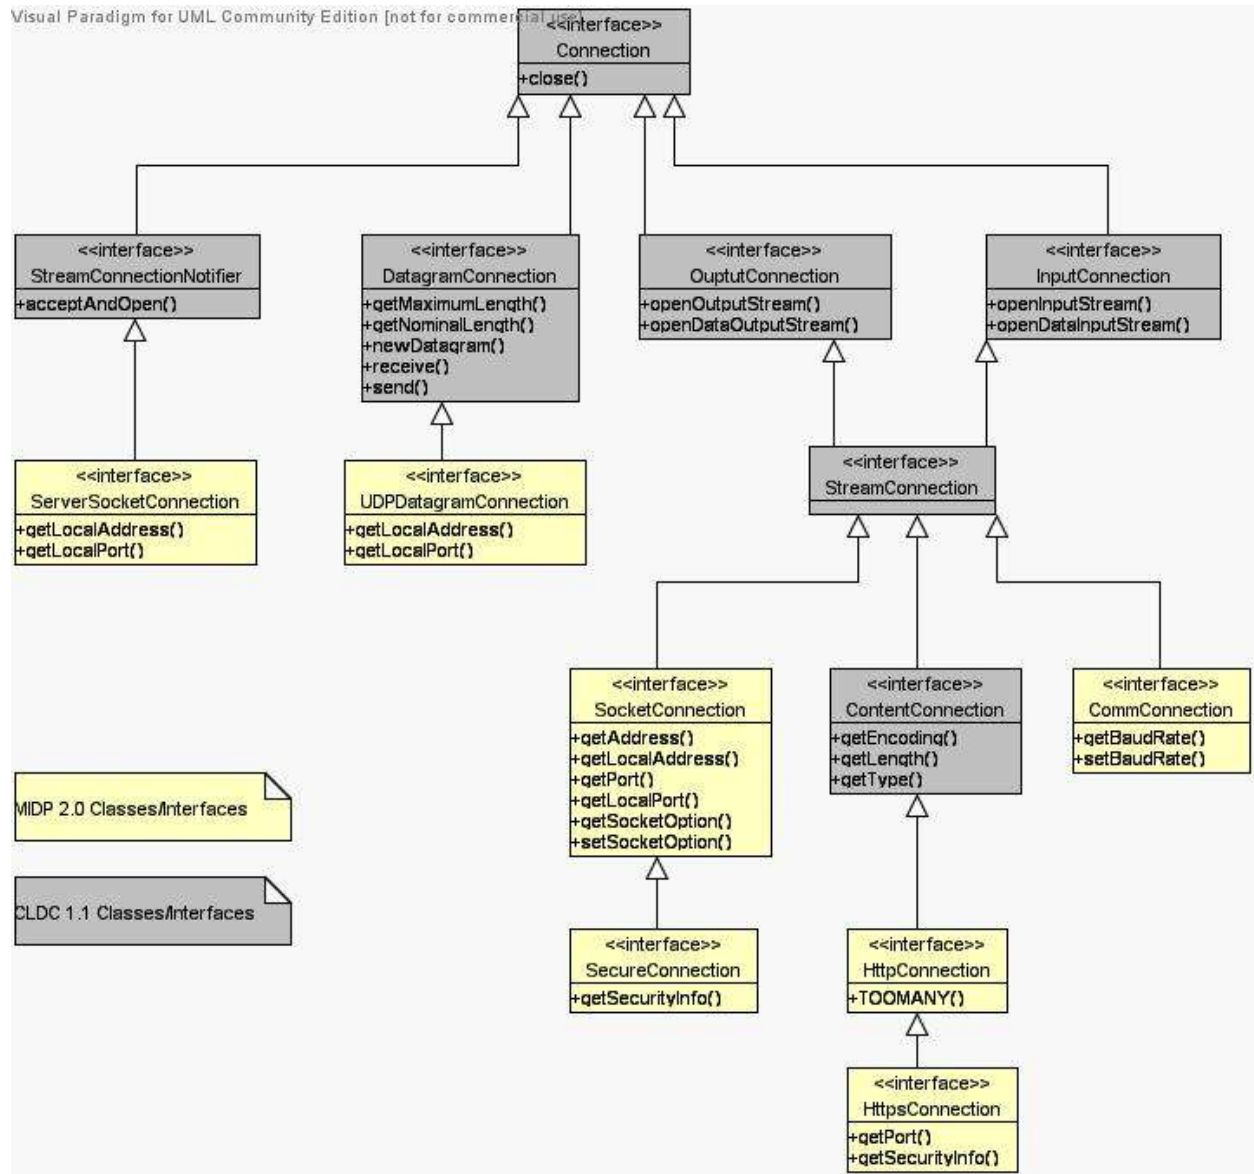 Visual Paradigm for UML Community Edition [not for commercial use]
<<interface>>
Connection
+close()
<<interface>>
StreamConnectionNotifier
+acceptAndOpen()
<<interface>>
DatagramConnection
+getMaximumLength()
+getNominalLength()
+newDatagram()
+receive()
+send()
<<interface>>
OuptutConnection
+openOutputStream()
+openDataOutputStream()
<<interface>>
InputConnection
+openInputStream()
+openDataInputStream()
<<interface>>
ServerSocketConnection
+getLocalAddress()
+getLocalPort()
<<interface>>
UDPDatagramConnection
+getLocalAddress()
+getLocalPort()
<<interface>>
StreamConnection
<<interface>>
SocketConnection
+getAddress()
+getLocalAddress()
+getPort()
+getLocalPort()
+getSocketOption()
+setSocketOption()
<<interface>>
ContentConnection
+getEncoding()
+getLength()
+getType()
<<interface>>
CommConnection
+getBaudRate()
+setBaudRate()
MIDP 2.0 Classes/Interfaces
CLDC 1.1 Classes/Interfaces
<<interface>>
SecureConnection
+getSecurityInfo()
<<interface>>
HttpConnection
+TOOMANY()
<<interface>>
HttpsConnection
+getPort()
+getSecurityInfo()